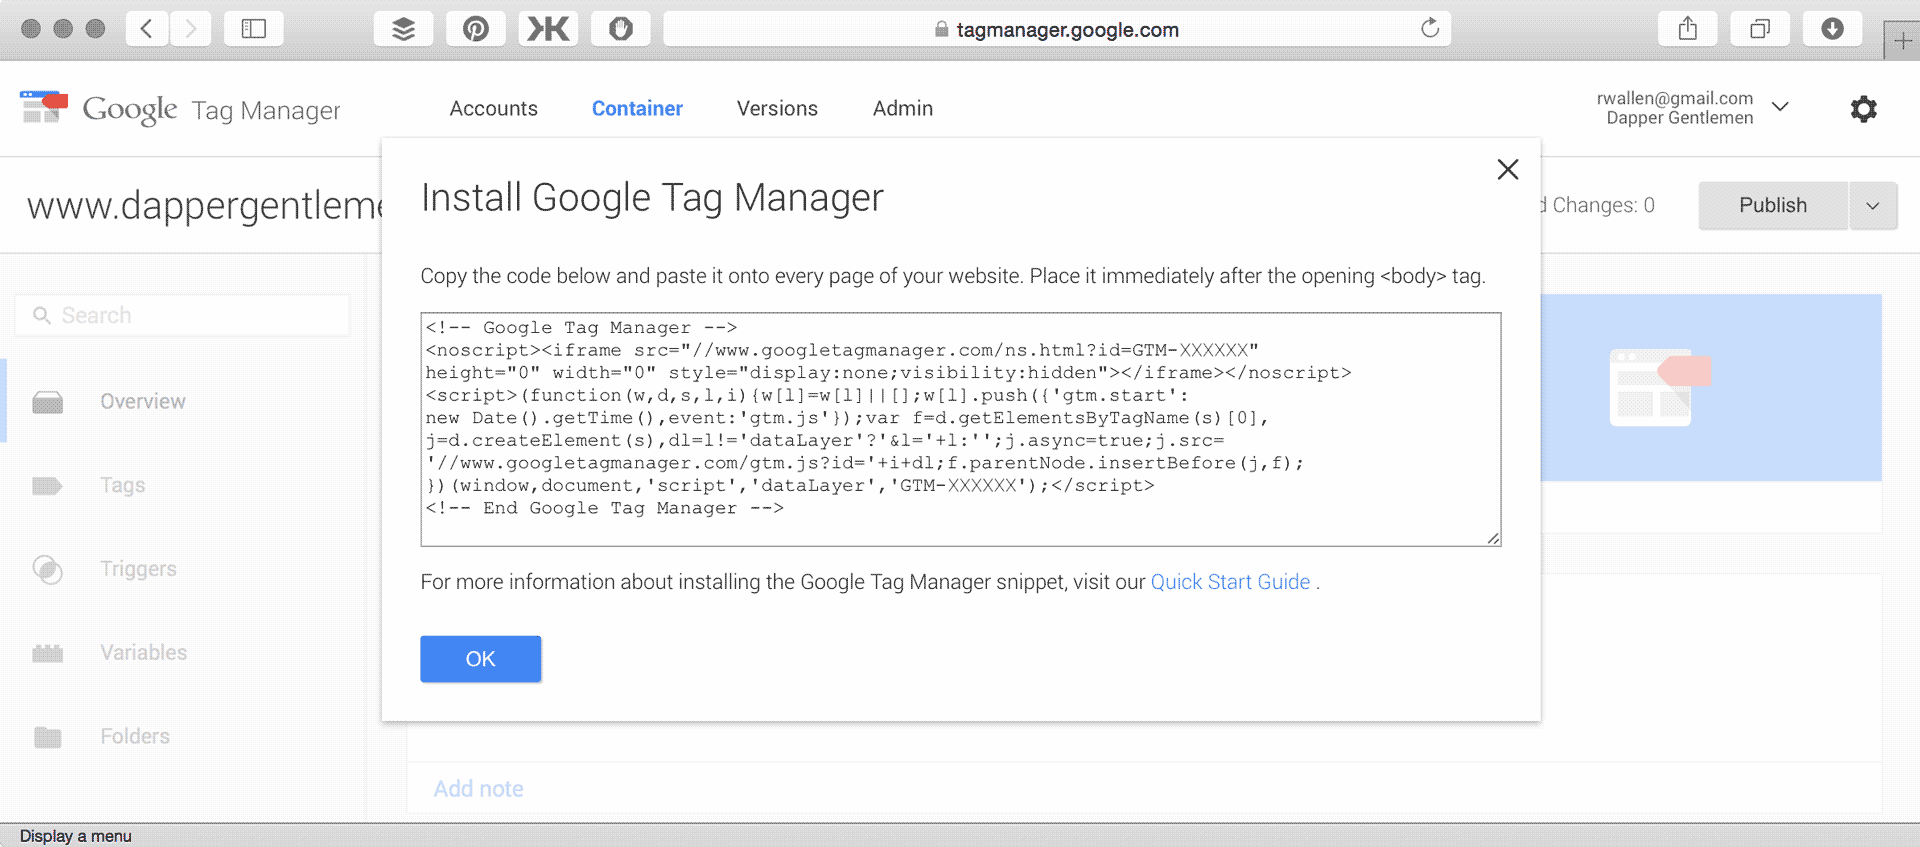 tagmanager.google.com
Google Tag Manager
Accounts
Container
Versions
Admin
rwallen@gmail.com
Dapper Gentlemen
www.dappergentleme
d Changes: 0
Publish
Search
Overview
Tags
Triggers
Variables
Folders
Install Google Tag Manager
Copy the code below and paste it onto every page of your website. Place it immediately after the opening <body> tag.
<!-- Google Tag Manager -->
<noscript><iframe src="//www.googletagmanager.com/ns.html?id=GTM-XXXXXX"
height="0" width="0" style="display:none;visibility:hidden"></iframe></noscript>
<script>(function(w,d,s,l,i){w[l]=w[l]||[];w[l].push({'gtm.start':
new Date().getTime(),event:'gtm.js'});var f=d.getElementsByTagName(s)[0],
j=d.createElement(s),dl=l!='dataLayer'?'&l='+l:'';j.async=true;j.src=
'//www.googletagmanager.com/gtm.js?id='+i+dl;f.parentNode.insertBefore(j,f);
})(window,document,'script','dataLayer','GTM-XXXXXX');</script>
<!-- End Google Tag Manager -->
For more information about installing the Google Tag Manager snippet, visit our Quick Start Guide .
OK
Add note
Display a menu